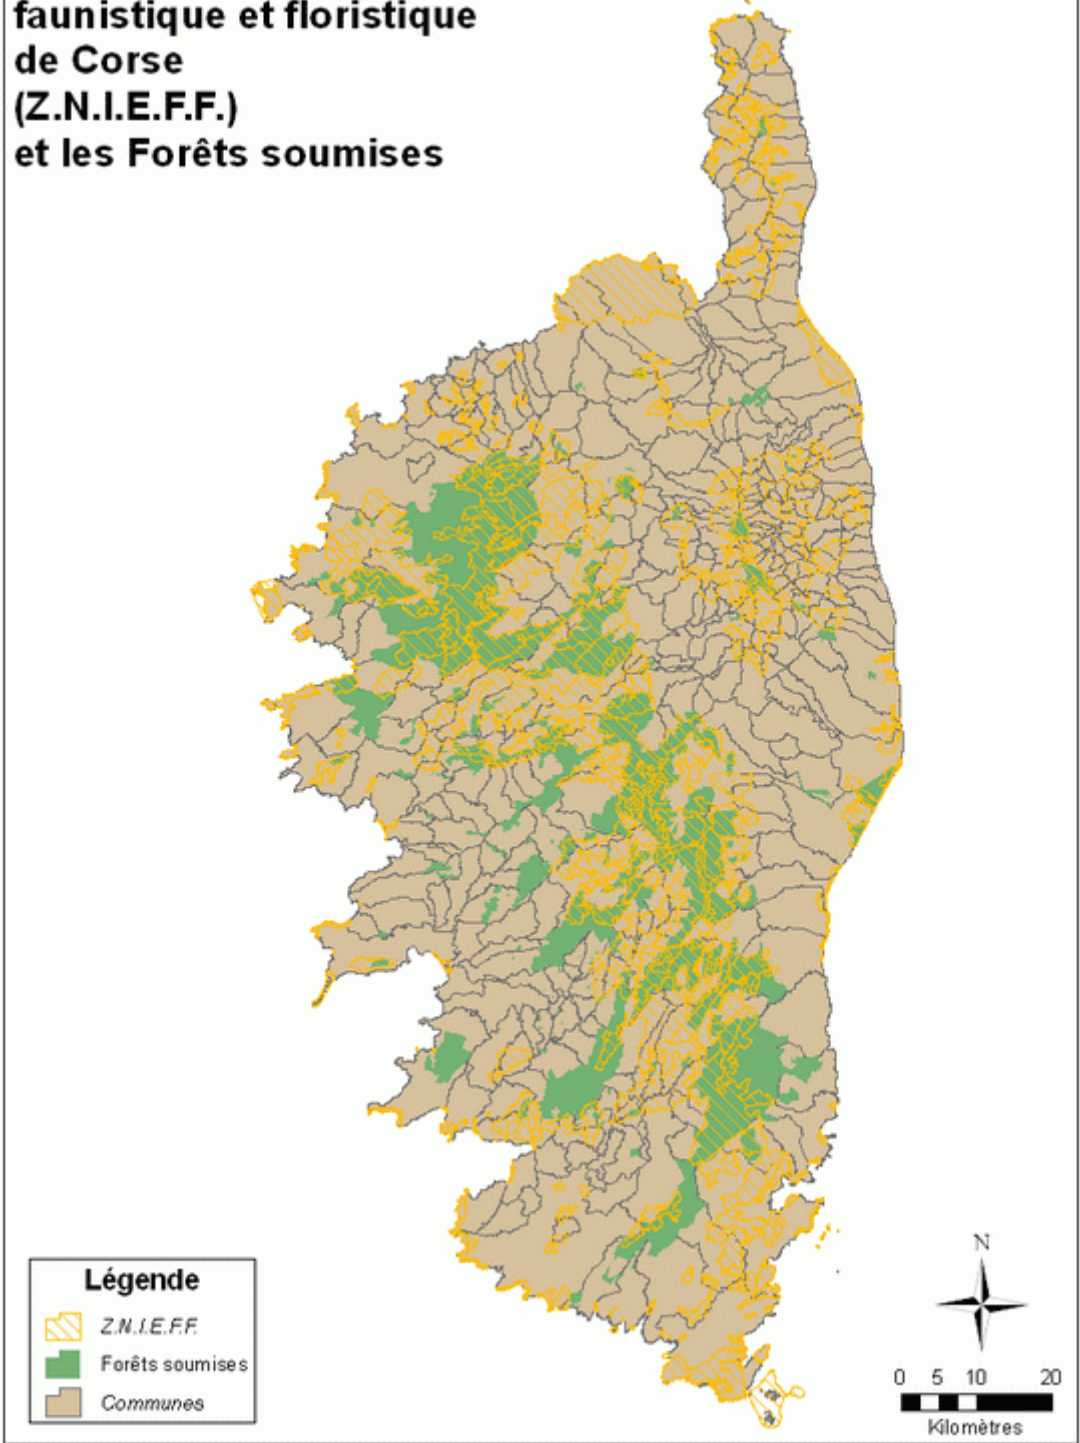 faunistique et floristique
de Corse
(Z.N.I.E.F.F.)
et les Forêts soumises
Légende
Z.N.I.E.F.F.
Forêts soumises
Communes
N
0 5 10 20
Kilomètres